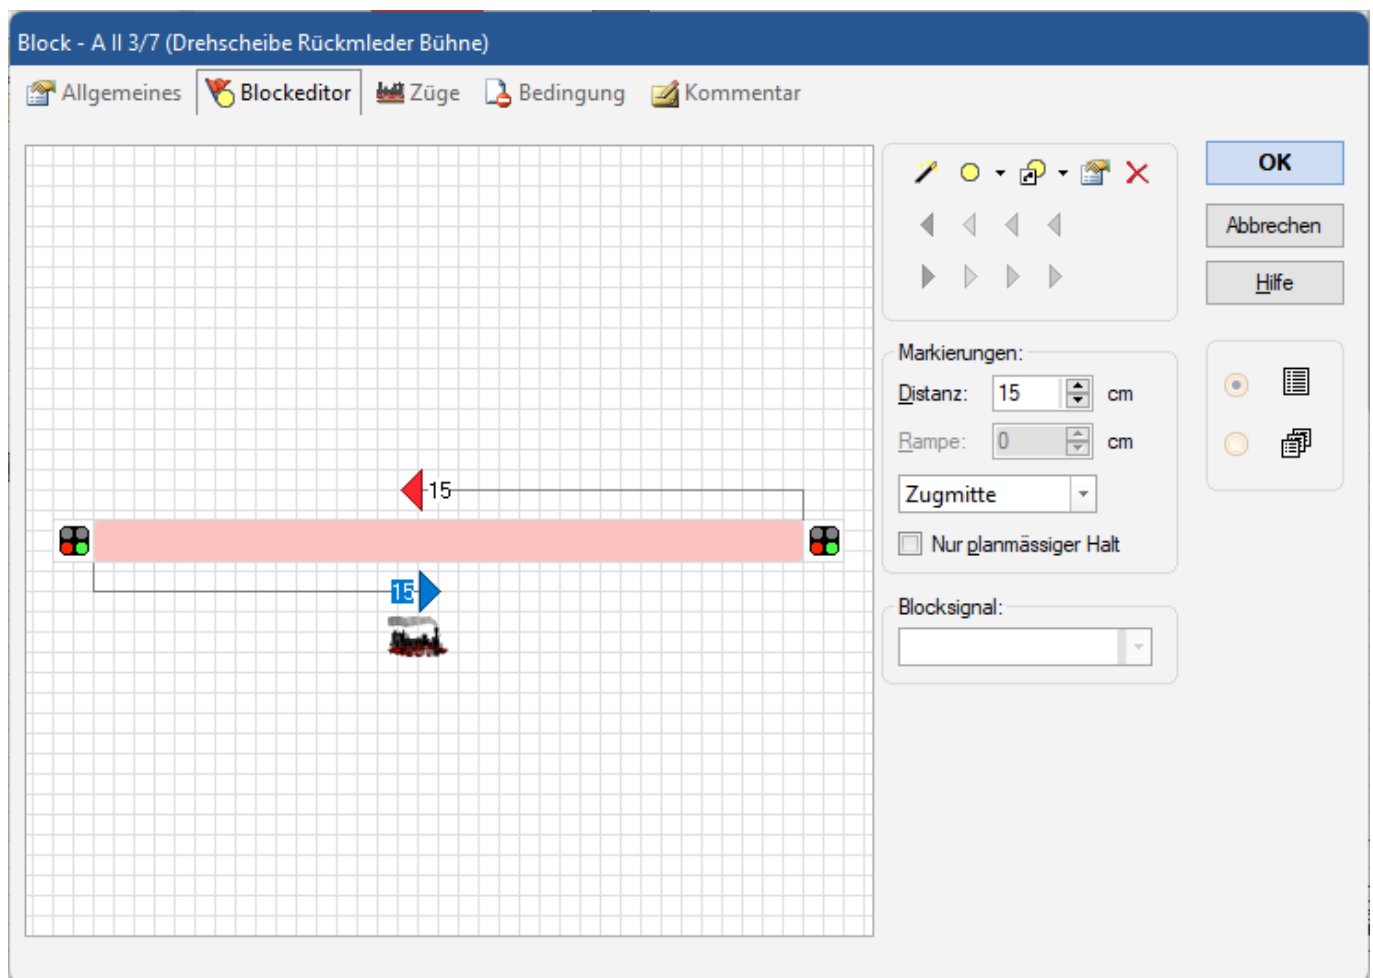 Block - A II 3/7 (Drehscheibe Rückmleder Bühne)
Allgemeines Blockeditor Züge Bedingung Kommentar
OK
Abbrechen
Hilfe
Markierungen:
Distanz: 15 cm
Rampe: 0 cm
Zugmitte
Nur planmässiger Halt
Blocksignal:
15
15